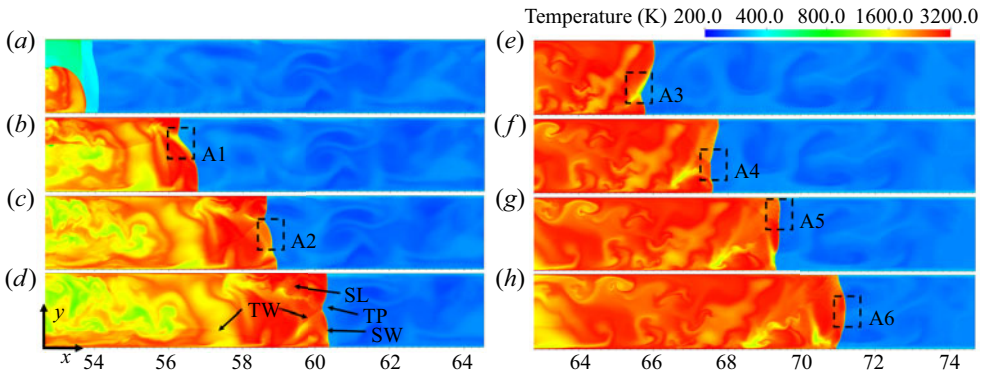 Temperature (K) 200.0 400.0 800.0 1600.0 3200.0
(a)
(b)
A1
(c)
A2
(d)
SL
TP
TW
SW
y
x
54 56 58 60 62 64
(e)
A3
(f)
A4
(g)
A5
(h)
A6
64 66 68 70 72 74